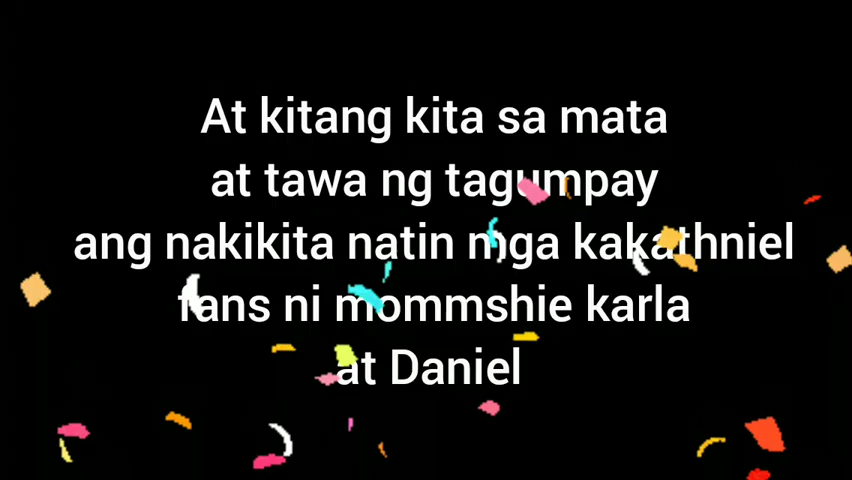 At kitang kita sa mata
at tawa ng tagumpay
ang nakikita natin mga kakathniel
fans ni mommshie karla
at Daniel